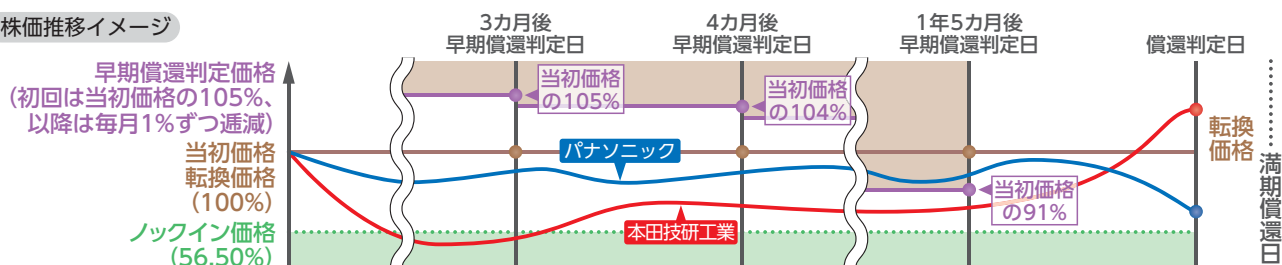 株価推移イメージ
3カ月後
早期償還判定日
4カ月後
早期償還判定日
1年5カ月後
早期償還判定日
償還判定日
早期償還判定価格
(初回は当初価格の105%、
以降は毎月1%ずつ逓減)
当初価格
の105%
当初価格
の104%
当初価格
転換価格
(100%)
パナソニック
転換
価格
当初価格
の91%
本田技研工業
ノックイン価格
(56.50%)
満期償還日